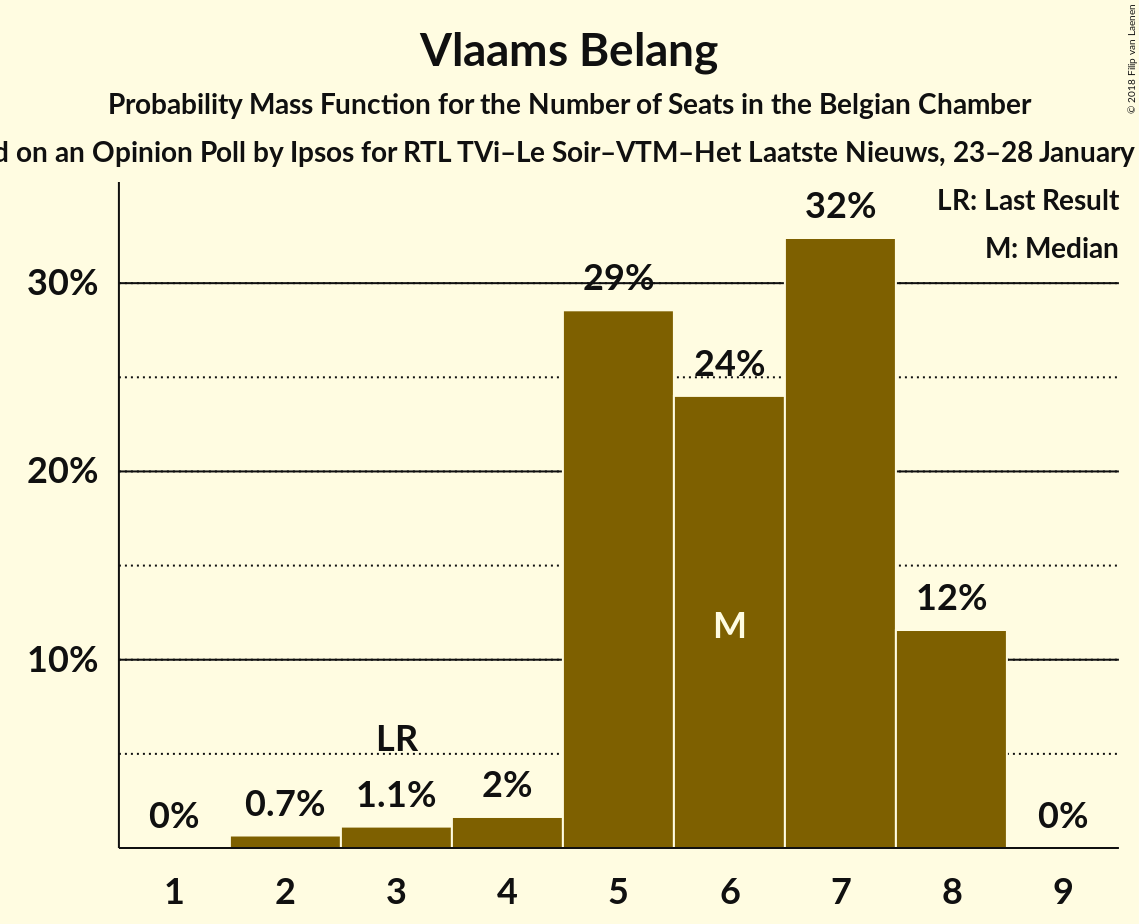 Vlaams Belang
Probability Mass Function for the Number of Seats in the Belgian Chamber
on an Opinion Poll by Ipsos for RTL TVi–Le Soir–VTM–Het Laatste Nieuws, 23–28 January
© 2018 Filip van Laenen
LR: Last Result
M: Median
30%
20%
10%
0%
0.7%
1.1%
LR
2%
29%
24%
M
32%
12%
0%
1 2 3 4 5 6 7 8 9